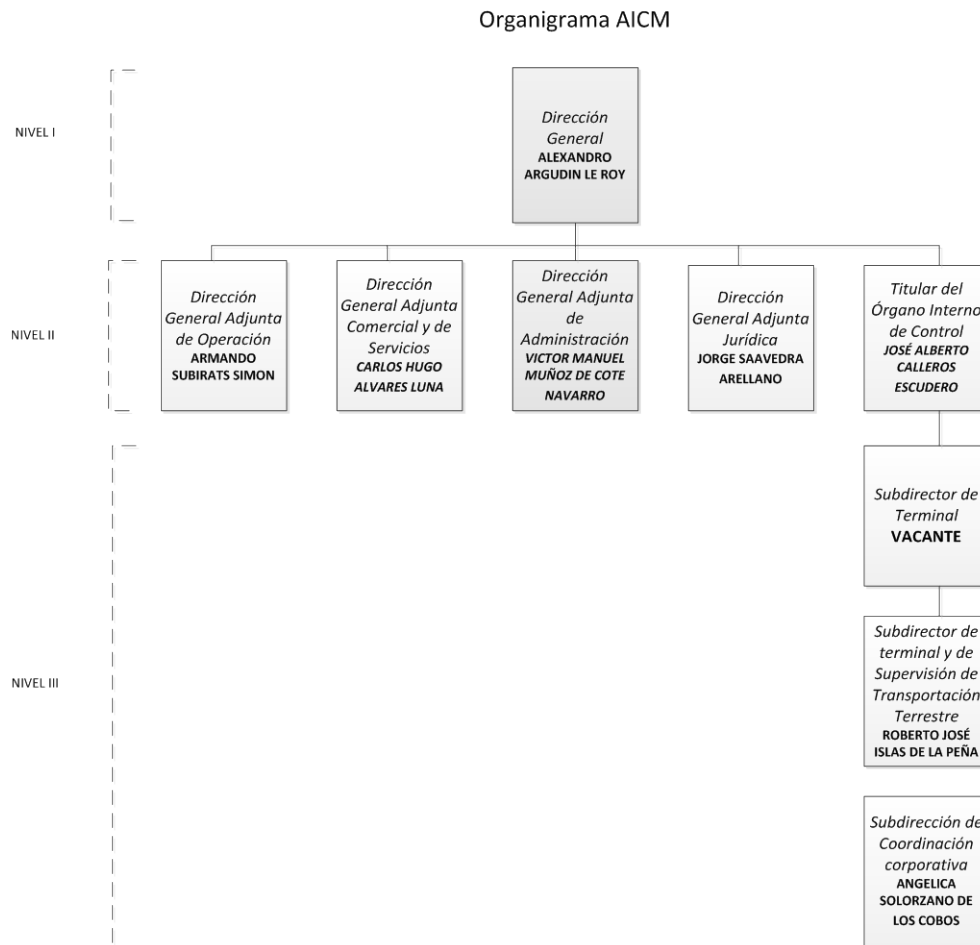 Organigrama AICM
NIVEL I
Dirección
General
ALEXANDRO
ARGUDIN LE ROY
NIVEL II
Dirección
General Adjunta
de Operación
ARMANDO
SUBIRATS SIMON
Dirección
General Adjunta
Comercial y de
Servicios
CARLOS HUGO
ALVARES LUNA
Dirección
General Adjunta
de
Administración
VICTOR MANUEL
MUÑOZ DE COTE
NAVARRO
Dirección
General Adjunta
Jurídica
JORGE SAAVEDRA
ARELLANO
Titular del
Órgano Interno
de Control
JOSÉ ALBERTO
CALLEROS
ESCUDERO
NIVEL III
Subdirector de
Terminal
VACANTE
Subdirector de
terminal y de
Supervisión de
Transportación
Terrestre
ROBERTO JOSÉ
ISLAS DE LA PEÑA
Subdirección de
Coordinación
corporativa
ANGELICA
SOLORZANO DE
LOS COBOS